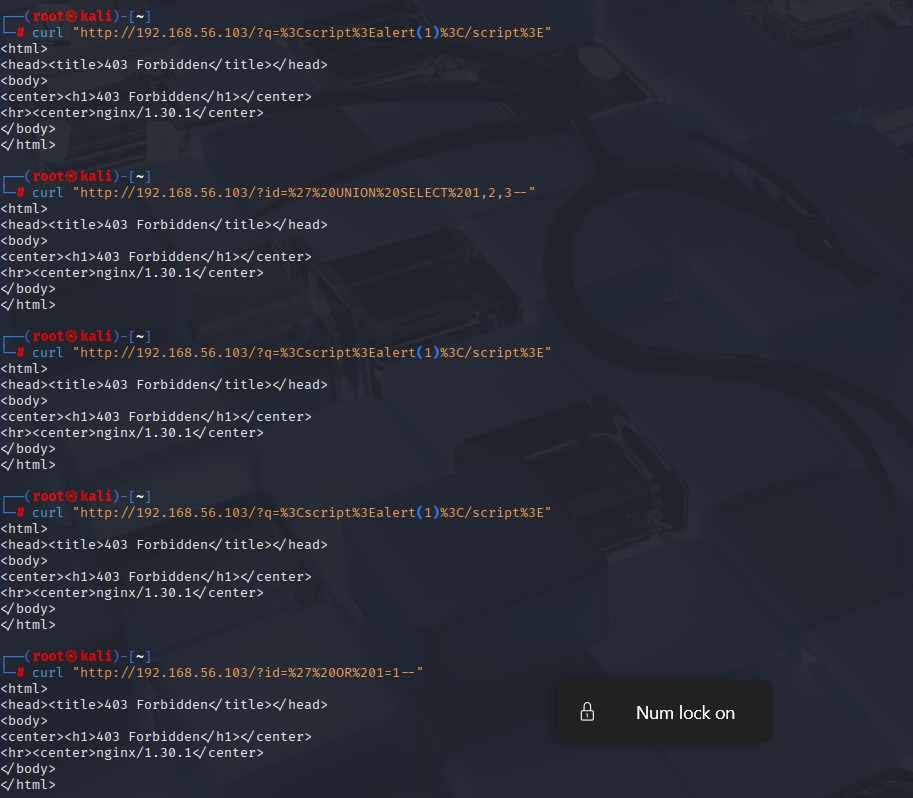 ┌──(root㉿kali)-[~]
└─# curl "http://192.168.56.103/?q=%3Cscript%3Ealert(1)%3C/script%3E"
<html>
<head><title>403 Forbidden</title></head>
<body>
<center><h1>403 Forbidden</h1></center>
<hr><center>nginx/1.30.1</center>
</body>
</html>
┌──(root㉿kali)-[~]
└─# curl "http://192.168.56.103/?id=%27%20UNION%20SELECT%201,2,3--"
<html>
<head><title>403 Forbidden</title></head>
<body>
<center><h1>403 Forbidden</h1></center>
<hr><center>nginx/1.30.1</center>
</body>
</html>
┌──(root㉿kali)-[~]
└─# curl "http://192.168.56.103/?q=%3Cscript%3Ealert(1)%3C/script%3E"
<html>
<head><title>403 Forbidden</title></head>
<body>
<center><h1>403 Forbidden</h1></center>
<hr><center>nginx/1.30.1</center>
</body>
</html>
┌──(root㉿kali)-[~]
└─# curl "http://192.168.56.103/?q=%3Cscript%3Ealert(1)%3C/script%3E"
<html>
<head><title>403 Forbidden</title></head>
<body>
<center><h1>403 Forbidden</h1></center>
<hr><center>nginx/1.30.1</center>
</body>
</html>
┌──(root㉿kali)-[~]
└─# curl "http://192.168.56.103/?id=%27%20OR%201=1--"
<html>
<head><title>403 Forbidden</title></head>
<body>
<center><h1>403 Forbidden</h1></center>
<hr><center>nginx/1.30.1</center>
</body>
</html>
Num lock on